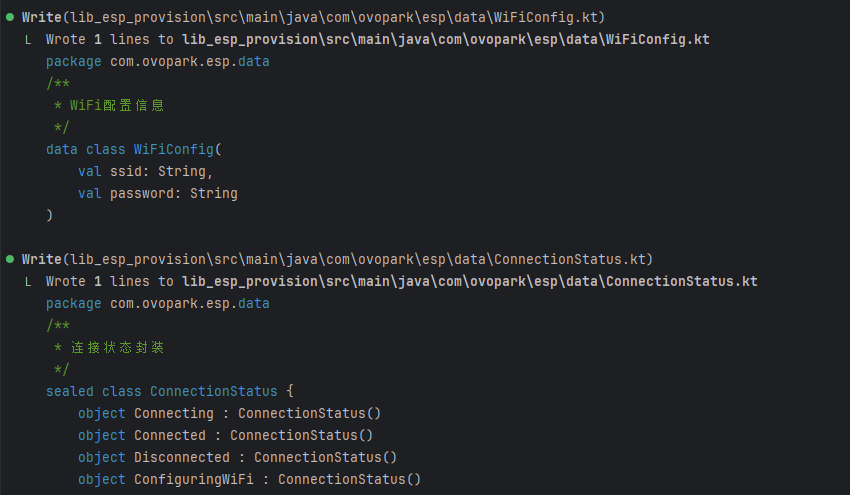 ● Write(lib_esp_provision\src\main\java\com\ovopark\esp\data\WiFiConfig.kt)
└ Wrote 1 lines to lib_esp_provision\src\main\java\com\ovopark\esp\data\WiFiConfig.kt
package com.ovopark.esp.data
/**
 * WiFi配置信息
 */
data class WiFiConfig(
    val ssid: String,
    val password: String
)
● Write(lib_esp_provision\src\main\java\com\ovopark\esp\data\ConnectionStatus.kt)
└ Wrote 1 lines to lib_esp_provision\src\main\java\com\ovopark\esp\data\ConnectionStatus.kt
package com.ovopark.esp.data
/**
 * 连接状态封装
 */
sealed class ConnectionStatus {
    object Connecting : ConnectionStatus()
    object Connected : ConnectionStatus()
    object Disconnected : ConnectionStatus()
    object ConfiguringWiFi : ConnectionStatus()